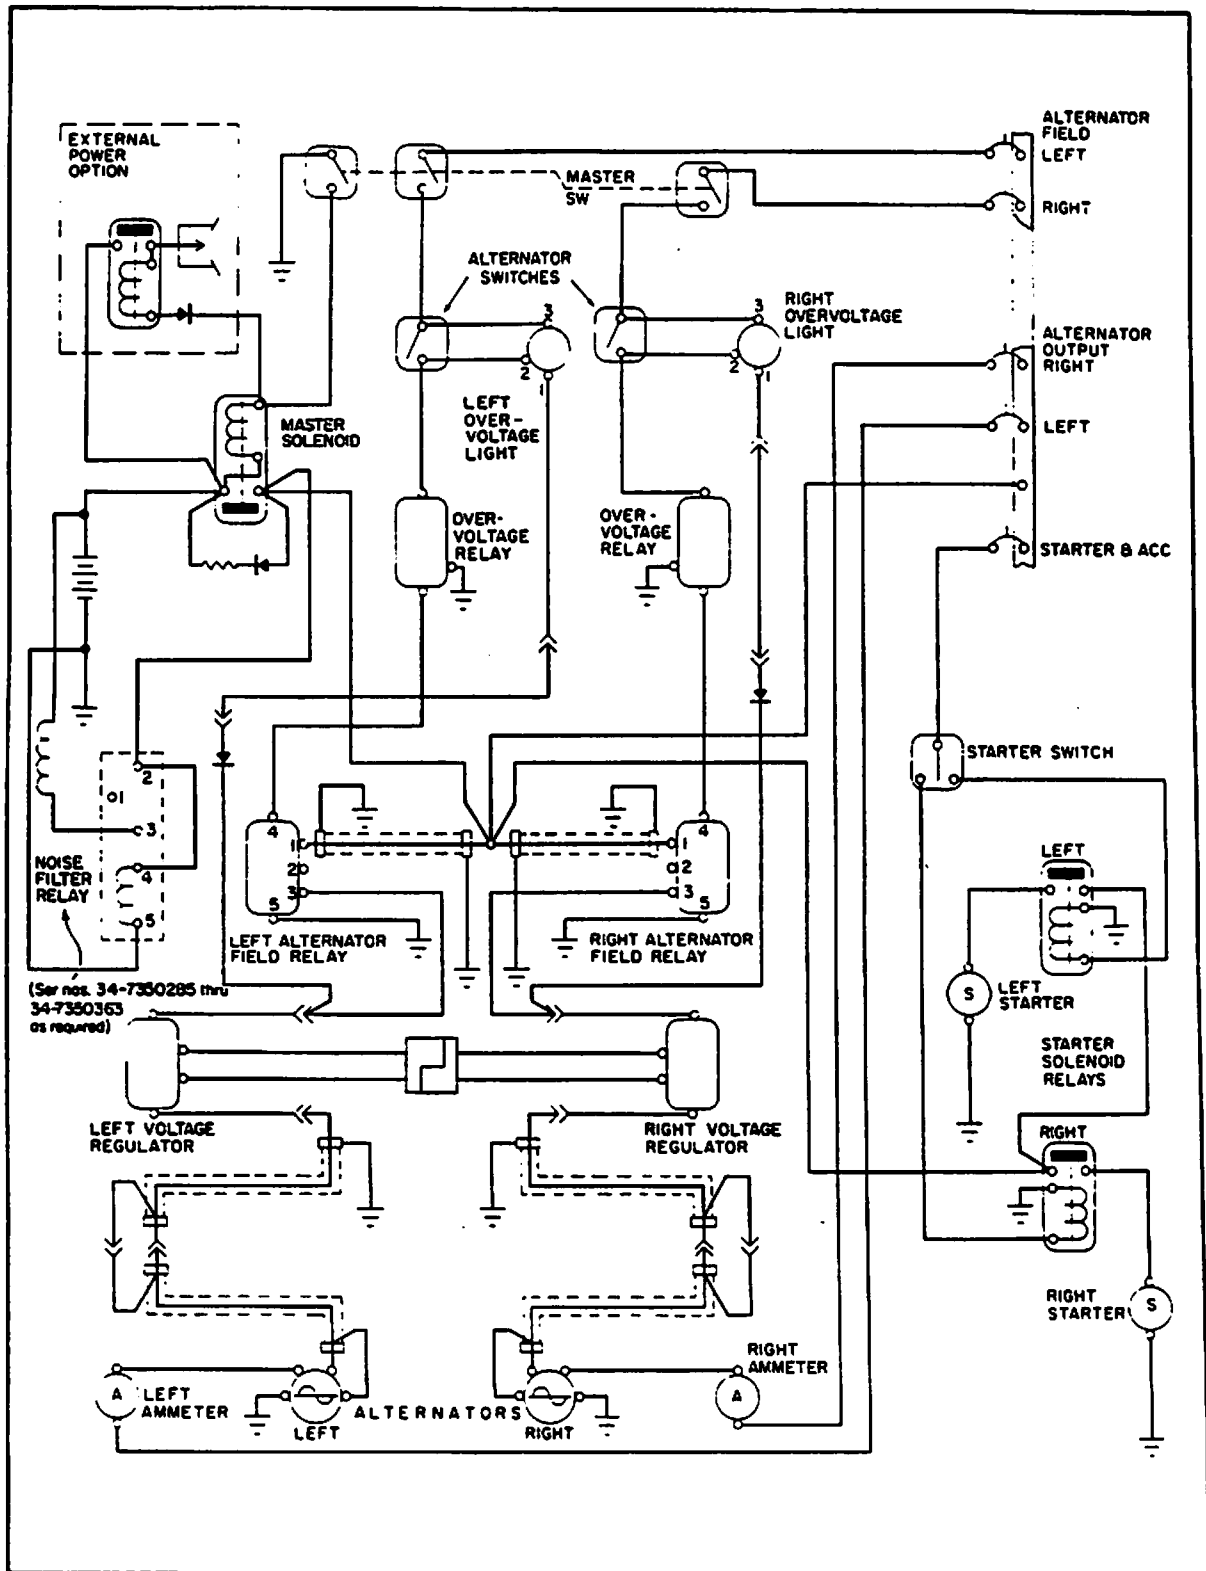 EXTERNAL
POWER
OPTION
MASTER
SW
ALTERNATOR
FIELD
LEFT
RIGHT
ALTERNATOR
SWITCHES
3
2
1
LEFT
OVER-
VOLTAGE
LIGHT
3
2
1
RIGHT
OVERVOLTAGE
LIGHT
ALTERNATOR
OUTPUT
RIGHT
LEFT
STARTER & ACC
MASTER
SOLENOID
OVER-
VOLTAGE
RELAY
OVER-
VOLTAGE
RELAY
STARTER SWITCH
2
1
3
4
5
NOISE
FILTER
RELAY
(Ser nos. 34-7350285 thru
34-7350363
as required)
4
1
2
3
5
LEFT ALTERNATOR
FIELD RELAY
4
1
2
3
5
RIGHT ALTERNATOR
FIELD RELAY
LEFT
S
LEFT
STARTER
STARTER
SOLENOID
RELAYS
RIGHT
LEFT VOLTAGE
REGULATOR
RIGHT VOLTAGE
REGULATOR
RIGHT
STARTER
S
A
LEFT
AMMETER
ALTERNATORS
LEFT
RIGHT
RIGHT
AMMETER
A